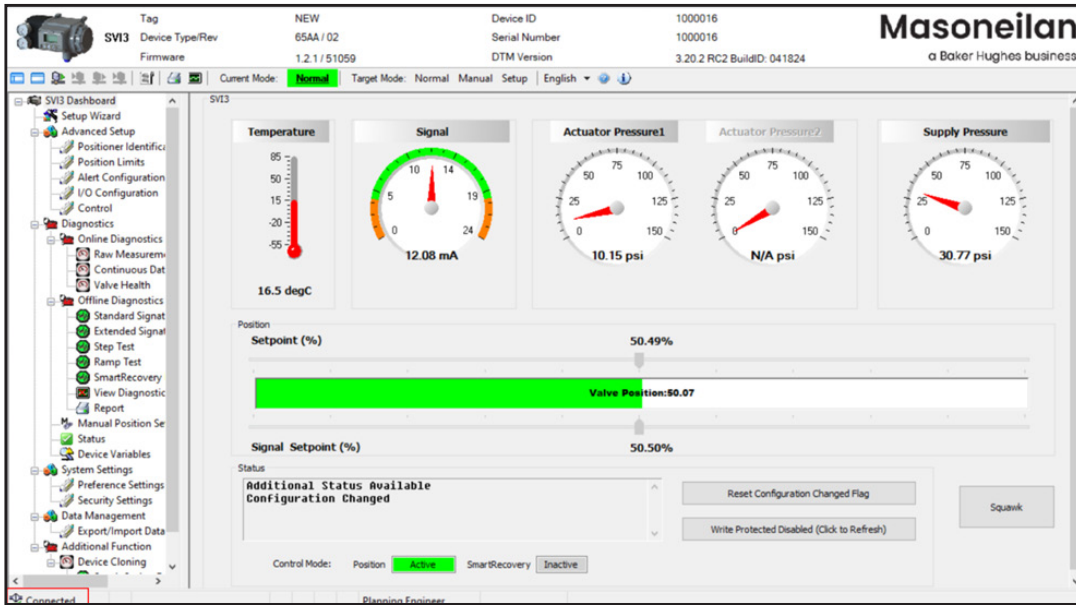 Tag NEW Device ID 1000016
SVI3 Device Type/Rev 65AA / 02 Serial Number 1000016
Firmware 1.2.1 / 51059 DTM Version 3.20.2 RC2 BuildID: 041824
Masoneilan
a Baker Hughes business
Current Mode: Normal Target Mode: Normal Manual Setup English
SVI3 Dashboard
Setup Wizard
Advanced Setup
Positioner Identifica
Position Limits
Alert Configuration
I/O Configuration
Control
Diagnostics
Online Diagnostics
Raw Measurem
Continuous Dat
Valve Health
Offline Diagnostics
Standard Signat
Extended Signat
Step Test
Ramp Test
SmartRecovery
View Diagnostic
Report
Manual Position Se
Status
Device Variables
System Settings
Preference Settings
Security Settings
Data Management
Export/Import Data
Additional Function
Device Cloning
Connected
Planning Engineer
SVI3
Temperature
85
50
15
-20
-55
16.5 degC
Signal
10 14
5 19
0 24
12.08 mA
Actuator Pressure1
75
50 100
25 125
0 150
10.15 psi
Actuator Pressure2
75
50 100
25 125
0 150
N/A psi
Supply Pressure
75
50 100
25 125
0 150
30.77 psi
Position
Setpoint (%) 50.49%
Valve Position:50.07
Signal Setpoint (%) 50.50%
Status
Additional Status Available
Configuration Changed
Reset Configuration Changed Flag
Write Protected Disabled (Click to Refresh)
Squawk
Control Mode: Position Active SmartRecovery Inactive